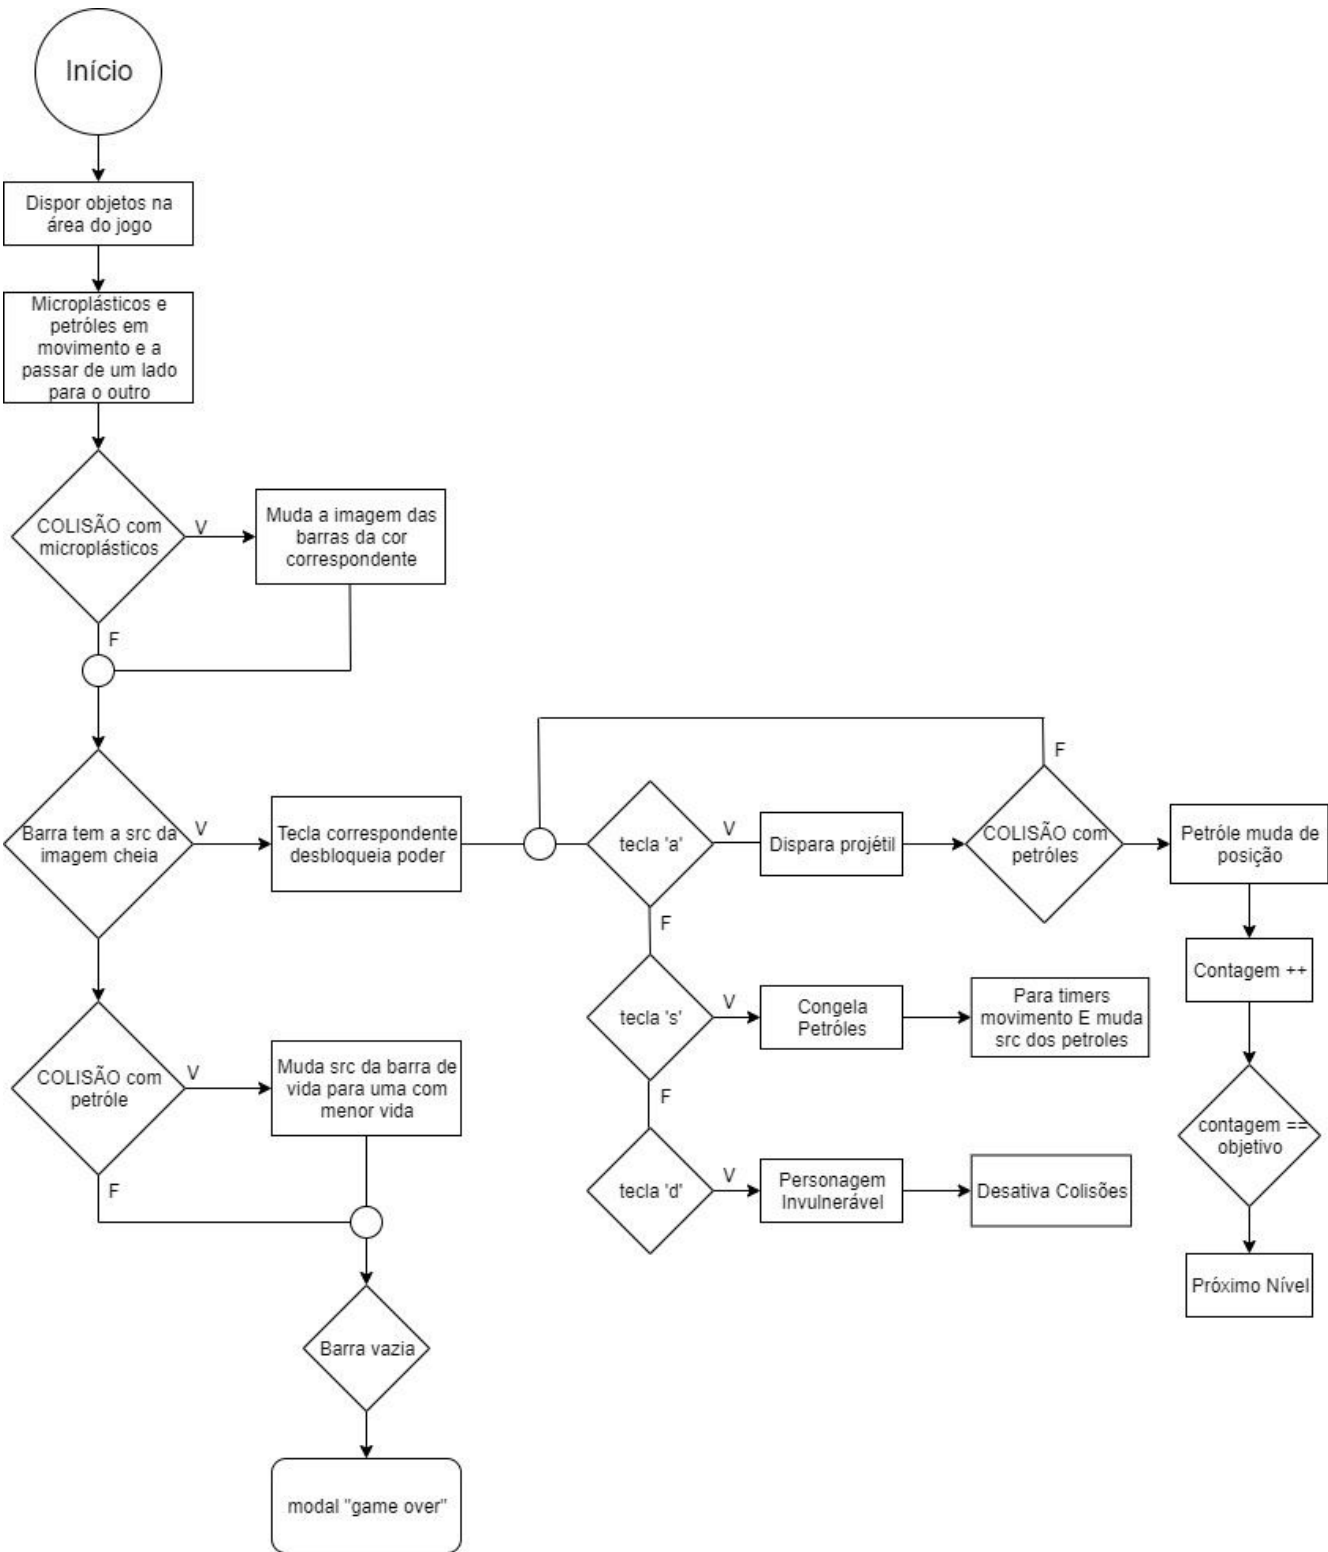 Início
Dispor objetos na
área do jogo
Microplásticos e
petróles em
movimento e a
passar de um lado
para o outro
COLISÃO com
microplásticos
V
Muda a imagem das
barras da cor
correspondente
F
Barra tem a src da
imagem cheia
V
Tecla correspondente
desbloqueia poder
tecla 'a'
V
Dispara projétil
COLISÃO com
petróles
F
Petróle muda de
posição
F
Contagem ++
tecla 's'
V
Congela
Petróles
Para timers
movimento E muda
src dos petroles
F
contagem ==
objetivo
tecla 'd'
V
Personagem
Invulnerável
Desativa Colisões
Próximo Nível
COLISÃO com
petróle
V
Muda src da barra de
vida para uma com
menor vida
F
Barra vazia
modal "game over"